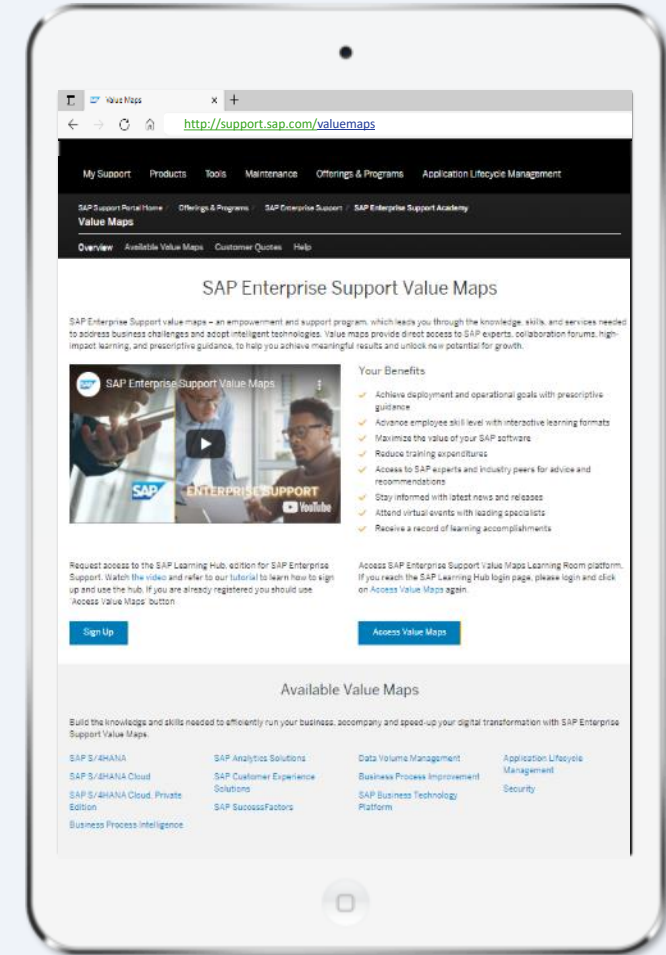 Value Maps
http://support.sap.com/valuemaps
My Support Products Tools Maintenance Offerings & Programs Application Lifecycle Management
SAP Support Portal Home / Offerings & Programs / SAP Enterprise Support / SAP Enterprise Support Academy
Value Maps
Overview Available Value Maps Customer Quotes Help
SAP Enterprise Support Value Maps
SAP Enterprise Support value maps – an empowerment and support program, which leads you through the knowledge, skills, and services needed
to address business challenges and adopt intelligent technologies. Value maps provide direct access to SAP experts, collaboration forums, high-
impact learning, and prescriptive guidance, to help you achieve meaningful results and unlock new potential for growth.
SAP SAP Enterprise Support Value Maps
SAP ENTERPRISE SUPPORT
YouTube
Your Benefits
Achieve deployment and operational goals with prescriptive
guidance
Advance employee skill level with interactive learning formats
Maximize the value of your SAP software
Reduce training expenditures
Access to SAP experts and industry peers for advice and
recommendations
Stay informed with latest news and releases
Attend virtual events with leading specialists
Receive a record of learning accomplishments
Request access to the SAP Learning Hub, edition for SAP Enterprise
Support. Watch the video and refer to our tutorial to learn how to sign
up and use the hub. If you are already registered you should use
'Access Value Maps' button
Sign Up
Access SAP Enterprise Support Value Maps Learning Room platform.
If you reach the SAP Learning Hub login page, please login and click
on Access Value Maps again.
Access Value Maps
Available Value Maps
Build the knowledge and skills needed to efficiently run your business, accompany and speed-up your digital transformation with SAP Enterprise
Support Value Maps.
SAP S/4HANA
SAP S/4HANA Cloud
SAP S/4HANA Cloud, Private
Edition
Business Process Intelligence
SAP Analytics Solutions
SAP Customer Experience
Solutions
SAP SuccessFactors
Data Volume Management
Business Process Improvement
SAP Business Technology
Platform
Application Lifecycle
Management
Security